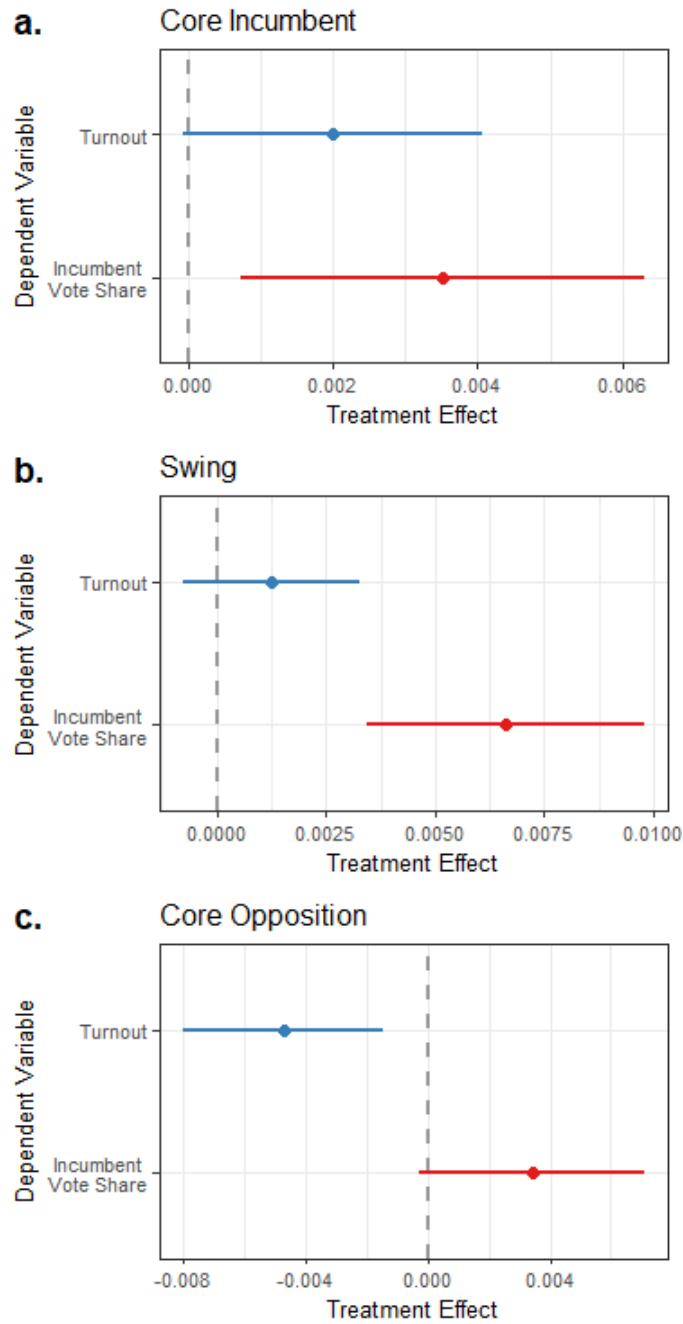 a.
Core Incumbent
Dependent Variable
Turnout
Incumbent
Vote Share
0.000 0.002 0.004 0.006
Treatment Effect
b.
Swing
Dependent Variable
Turnout
Incumbent
Vote Share
0.0000 0.0025 0.0050 0.0075 0.0100
Treatment Effect
c.
Core Opposition
Dependent Variable
Turnout
Incumbent
Vote Share
-0.008 -0.004 0.000 0.004
Treatment Effect